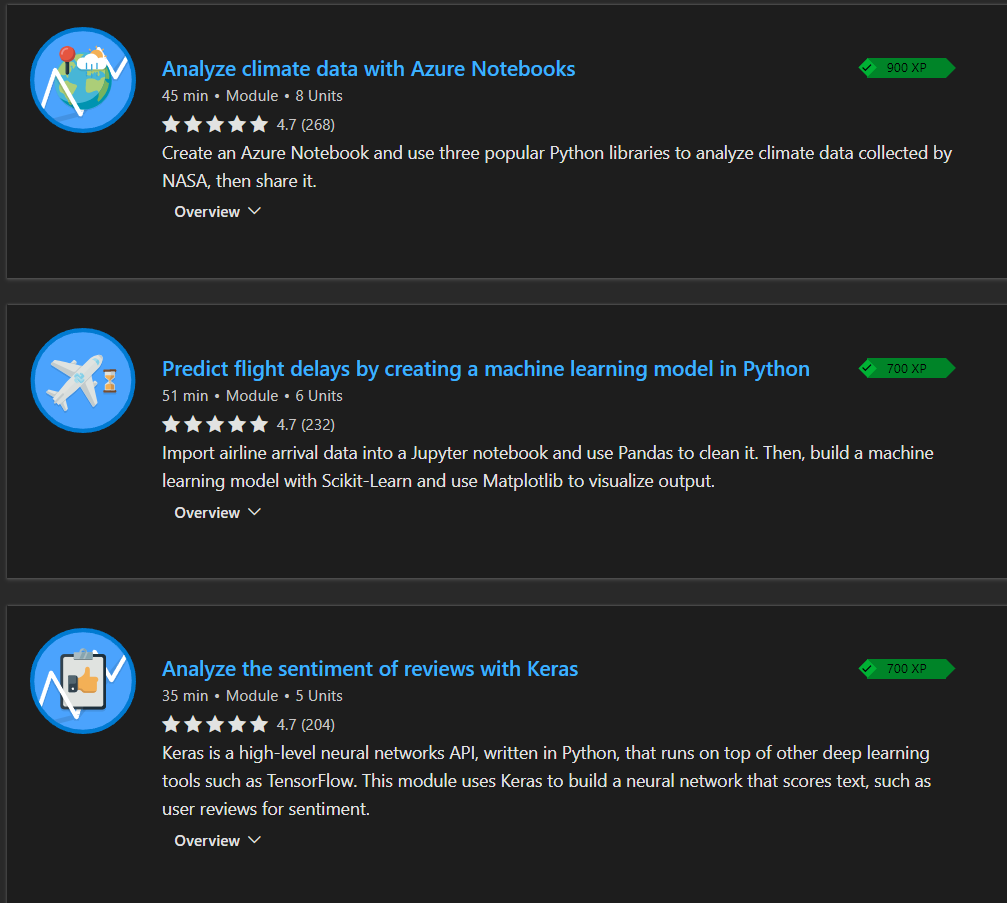 Analyze climate data with Azure Notebooks
900 XP
45 min • Module • 8 Units
4.7 (268)
Create an Azure Notebook and use three popular Python libraries to analyze climate data collected by
NASA, then share it.
Overview
Predict flight delays by creating a machine learning model in Python
700 XP
51 min • Module • 6 Units
4.7 (232)
Import airline arrival data into a Jupyter notebook and use Pandas to clean it. Then, build a machine
learning model with Scikit-Learn and use Matplotlib to visualize output.
Overview
Analyze the sentiment of reviews with Keras
700 XP
35 min • Module • 5 Units
4.7 (204)
Keras is a high-level neural networks API, written in Python, that runs on top of other deep learning
tools such as TensorFlow. This module uses Keras to build a neural network that scores text, such as
user reviews for sentiment.
Overview